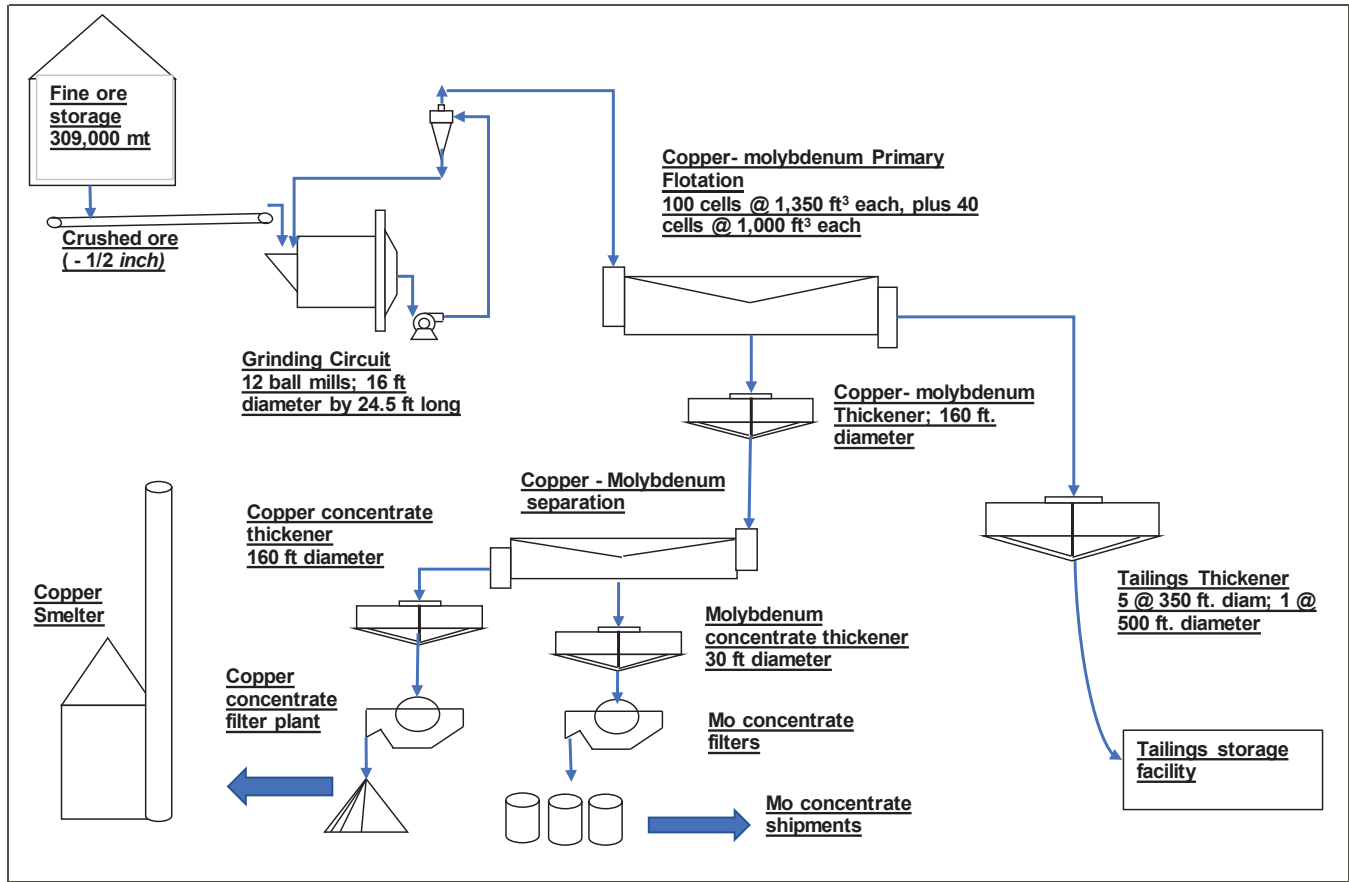 Fine ore
storage
309,000 mt
Crushed ore
( - 1/2 inch)
Grinding Circuit
12 ball mills; 16 ft
diameter by 24.5 ft long
Copper- molybdenum Primary
Flotation
100 cells @ 1,350 ft³ each, plus 40
cells @ 1,000 ft³ each
Copper- molybdenum
Thickener; 160 ft.
diameter
Copper - Molybdenum
separation
Copper concentrate
thickener
160 ft diameter
Copper
Smelter
Molybdenum
concentrate thickener
30 ft diameter
Tailings Thickener
5 @ 350 ft. diam; 1 @
500 ft. diameter
Copper
concentrate
filter plant
Mo concentrate
filters
Tailings storage
facility
Mo concentrate
shipments